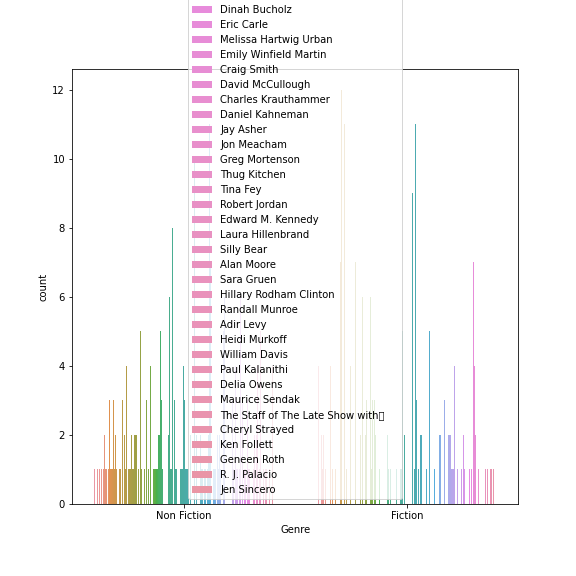 Dinah Bucholz
Eric Carle
Melissa Hartwig Urban
Emily Winfield Martin
Craig Smith
David McCullough
Charles Krauthammer
Daniel Kahneman
Jay Asher
Jon Meacham
Greg Mortenson
Thug Kitchen
Tina Fey
Robert Jordan
Edward M. Kennedy
Laura Hillenbrand
Silly Bear
Alan Moore
Sara Gruen
Hillary Rodham Clinton
Randall Munroe
Adir Levy
Heidi Murkoff
William Davis
Paul Kalanithi
Delia Owens
Maurice Sendak
The Staff of The Late Show with
Cheryl Strayed
Ken Follett
Geneen Roth
R. J. Palacio
Jen Sincero
12
10
8
6
4
2
0
count
Non Fiction
Fiction
Genre